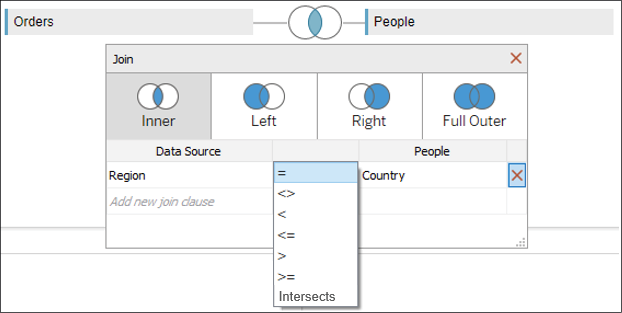 Orders People
Join
Inner Left Right Full Outer
Data Source People
Region = Country
Add new join clause <>
<
<=
>
>=
Intersects